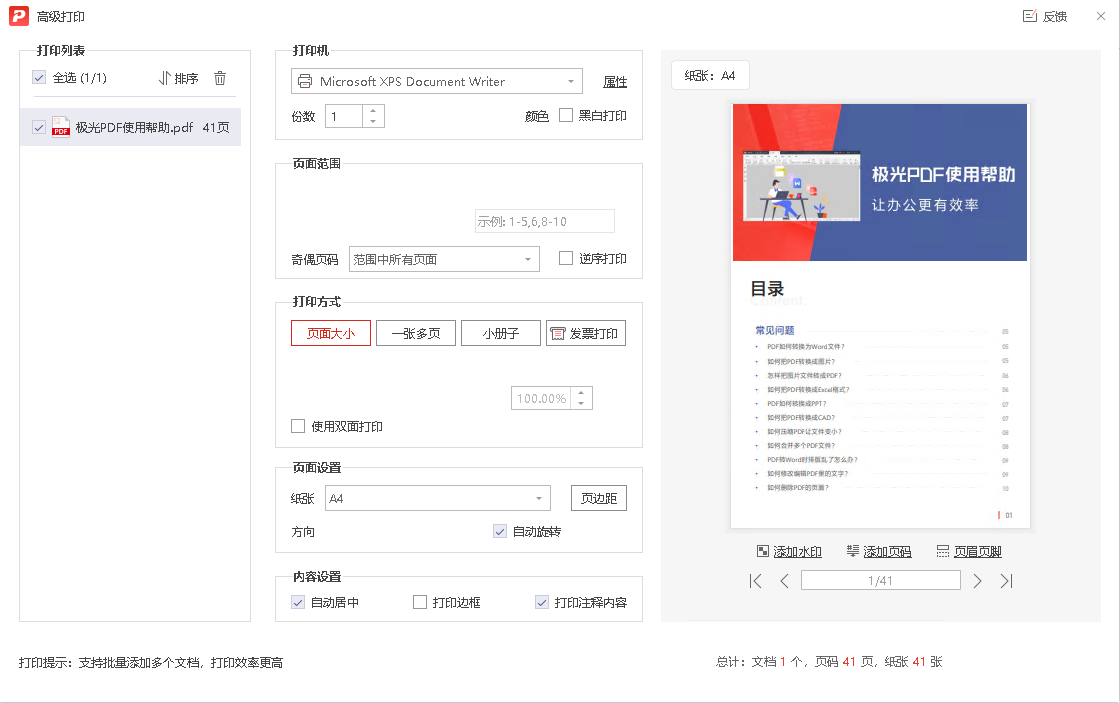 高级打印
反馈
打印列表
全选 (1/1)
排序
极光PDF使用帮助.pdf 41页
打印机
Microsoft XPS Document Writer
属性
份数 1
颜色
黑白打印
页面范围
示例: 1-5,6,8-10
奇偶页码 范围中所有页面
逆序打印
打印方式
页面大小 一张多页 小册子 发票打印
100.00%
使用双面打印
页面设置
纸张 A4 页边距
方向 自动旋转
内容设置
自动居中 打印边框 打印注释内容
纸张：A4
极光PDF使用帮助
让办公更有效率
目录
常见问题 05
PDF如何转换为Word文件? 05
如何把PDF转换成图片? 05
怎样把图片文件转成PDF? 06
如何把PDF转换成Excel格式? 06
PDF如何转换成PPT? 07
如何把PDF转换成CAD? 07
如何压缩PDF让文件变小? 08
如何合并多个PDF文件? 08
PDF转Word时排版乱了怎么办? 09
如何修改编辑PDF里的文字? 09
如何删除PDF的页面? 10
01
添加水印 添加页码 页眉页脚
1/41
打印提示：支持批量添加多个文档，打印效率更高
总计：文档 1 个，页码 41 页，纸张 41 张